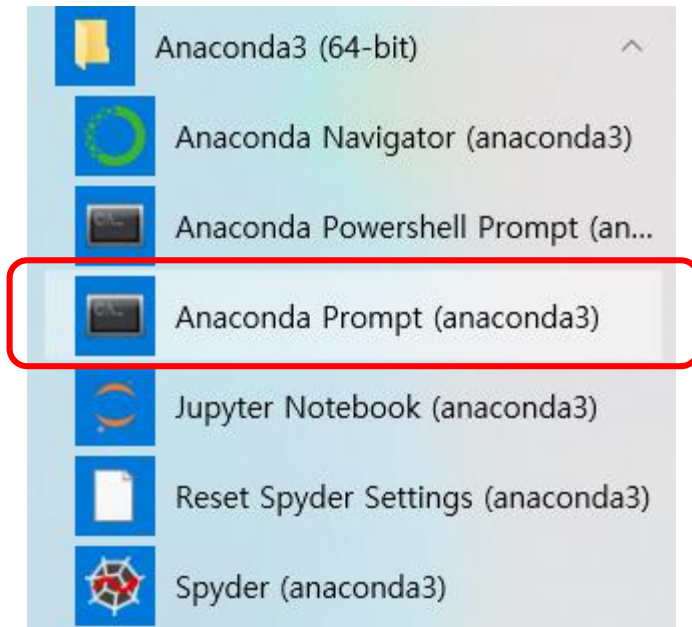 Anaconda3 (64-bit)
Anaconda Navigator (anaconda3)
Anaconda Powershell Prompt (an...
Anaconda Prompt (anaconda3)
Jupyter Notebook (anaconda3)
Reset Spyder Settings (anaconda3)
Spyder (anaconda3)